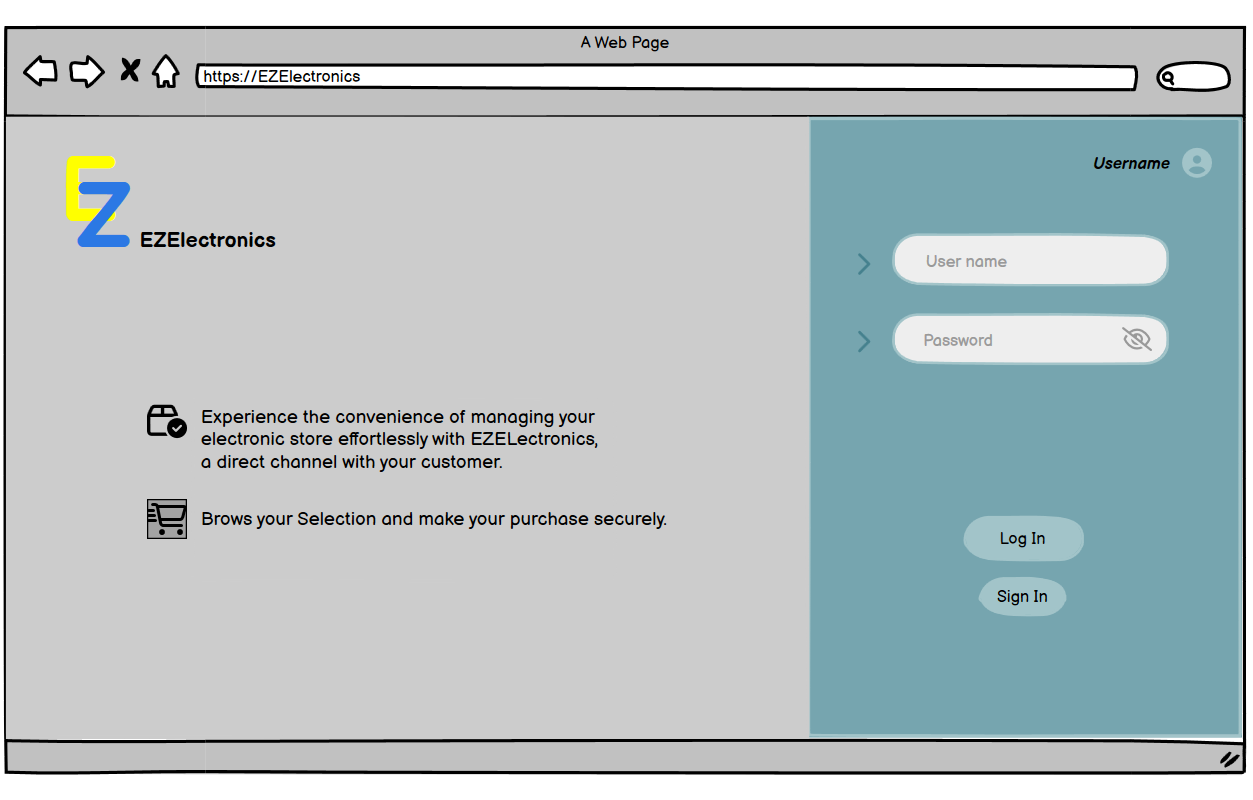 A Web Page
https://EZElectronics
EZ
EZElectronics
Experience the convenience of managing your
electronic store effortlessly with EZELectronics,
a direct channel with your customer.
Brows your Selection and make your purchase securely.
Username
User name
Password
Log In
Sign In